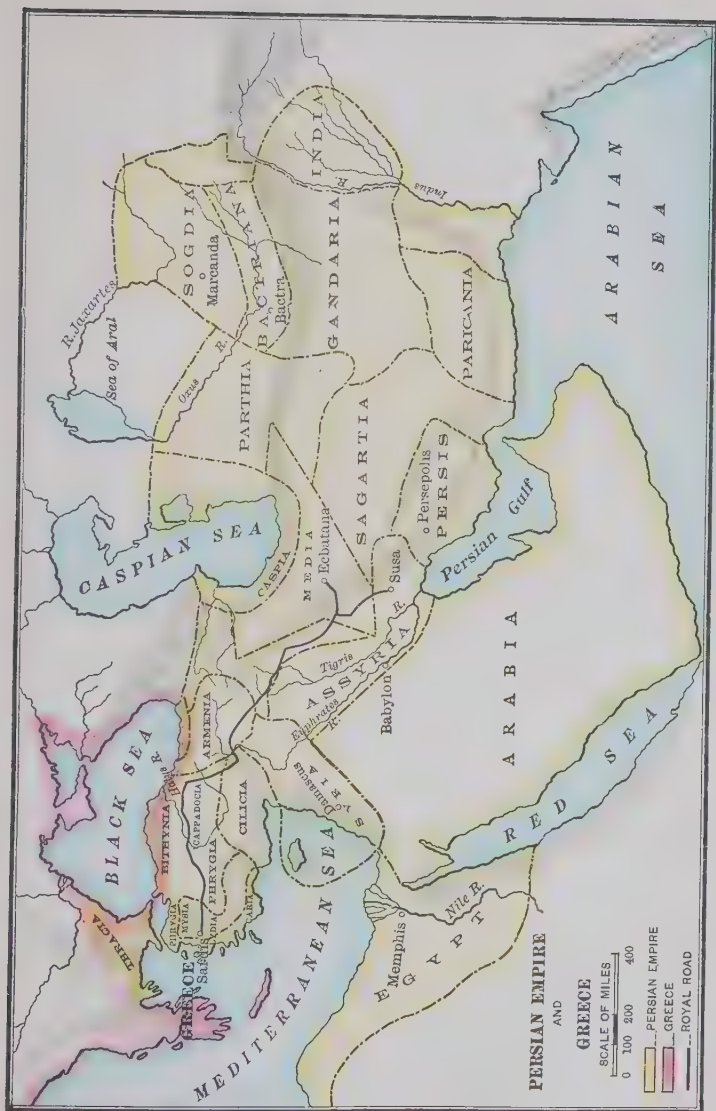 PERSIAN EMPIRE
AND
GREECE
SCALE OF MILES
0 100 200 400
PERSIAN EMPIRE
GREECE
ROYAL ROAD
R. Jaxartes
Sea of Aral
Oxus R.
SOGDIA
Marcanda
BACTRIANA
Bactra
INDIA
R. Indus
GANDARIA
PARICANIA
PARTHIA
SAGARTIA
PERSIS
Persepolis
CASPIAN SEA
CASPIA
MEDIA
Ecbatana
Susa
Persian Gulf
ARABIAN
SEA
ARABIA
RED SEA
BLACK SEA
ARMENIA
Tigris R.
ASSYRIA
Euphrates R.
Babylon
Damascus
SYRIA
BITHYNIA
Halys R.
CAPPADOCIA
CILICIA
PHRYGIA
PHRYGIA
MYSIA
LYDIA
CARIA
Sardis
THRACIA
GREECE
MEDITERRANEAN SEA
Memphis
EGYPT
Nile R.